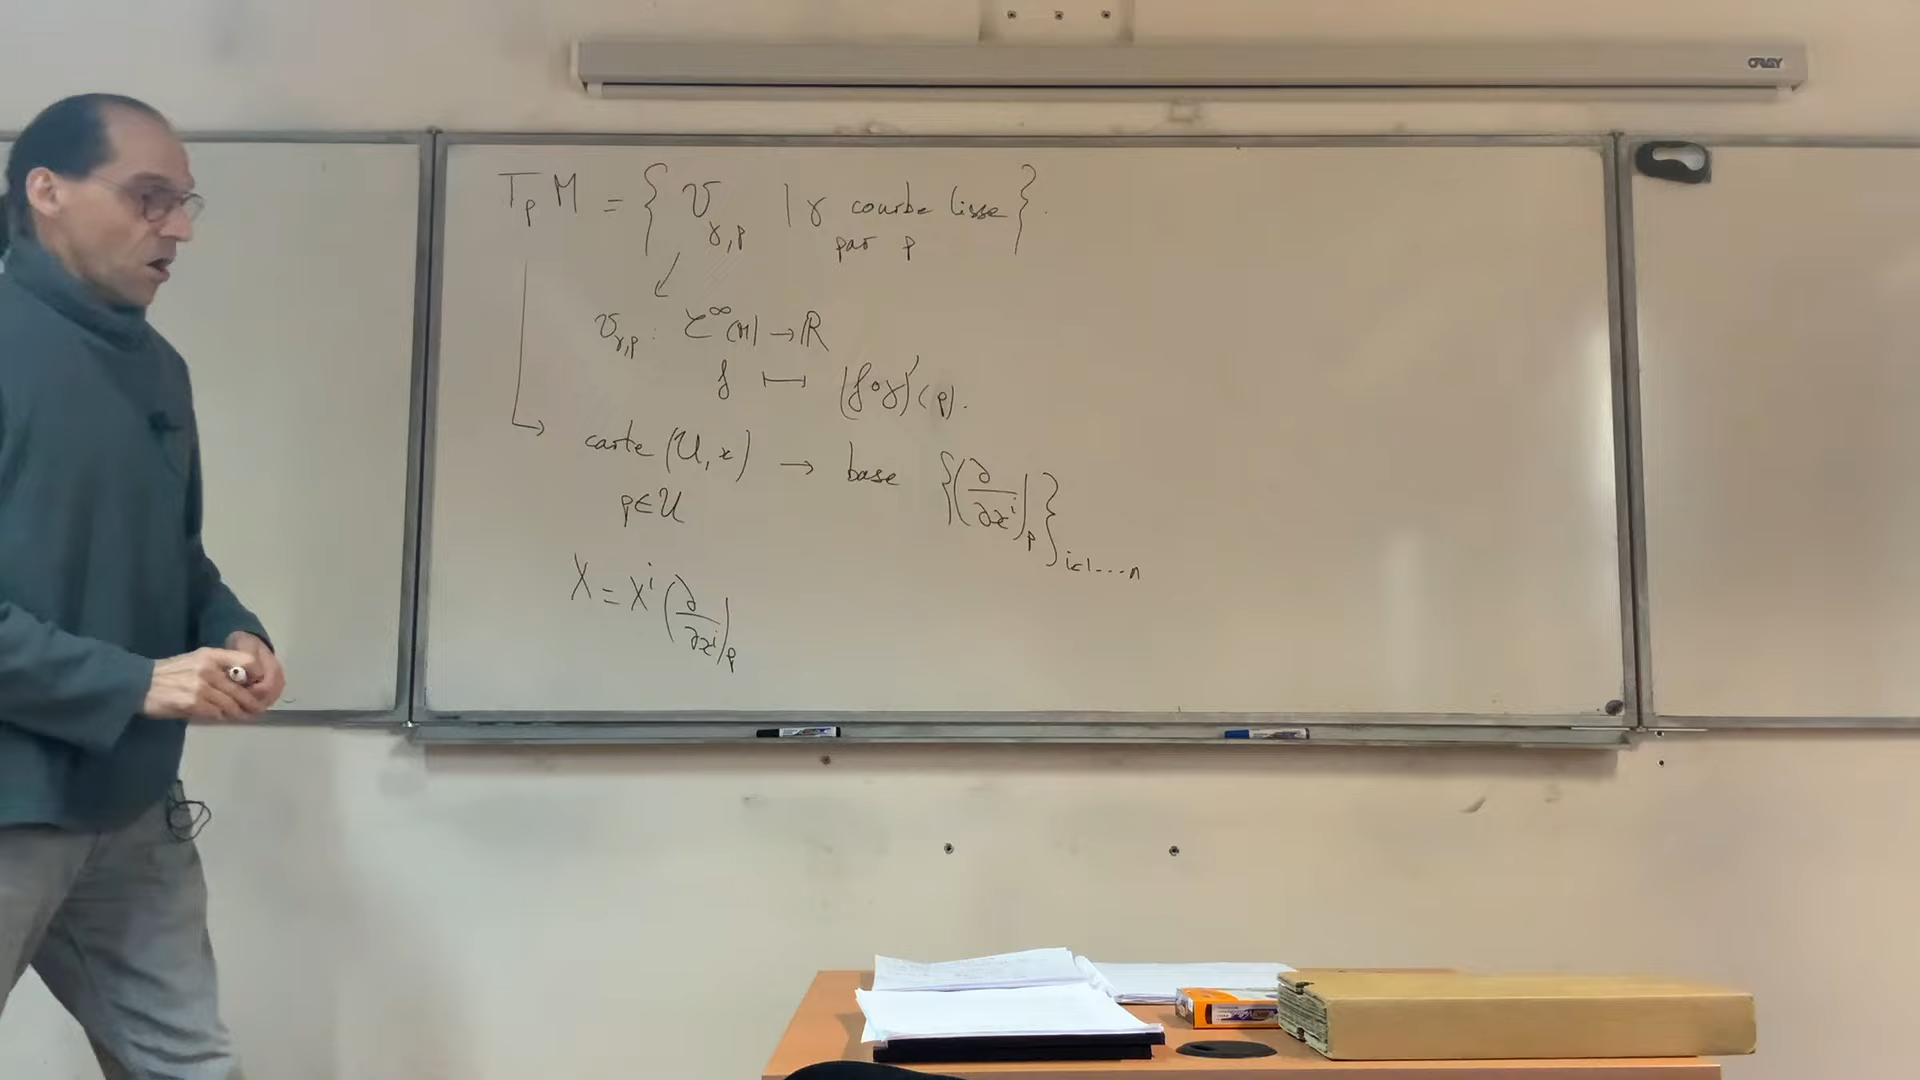 ORAY
T_p M = { v_{γ,p} | γ courbe lisse }.
par p
v_{γ,p} : C^∞(M) → ℝ
f ⟼ (f∘γ)'(p).
carte (U, x) → base {(∂/∂x^i)_p}_{i=1...n}
p ∈ U
X = X^i (∂/∂x^i)_p